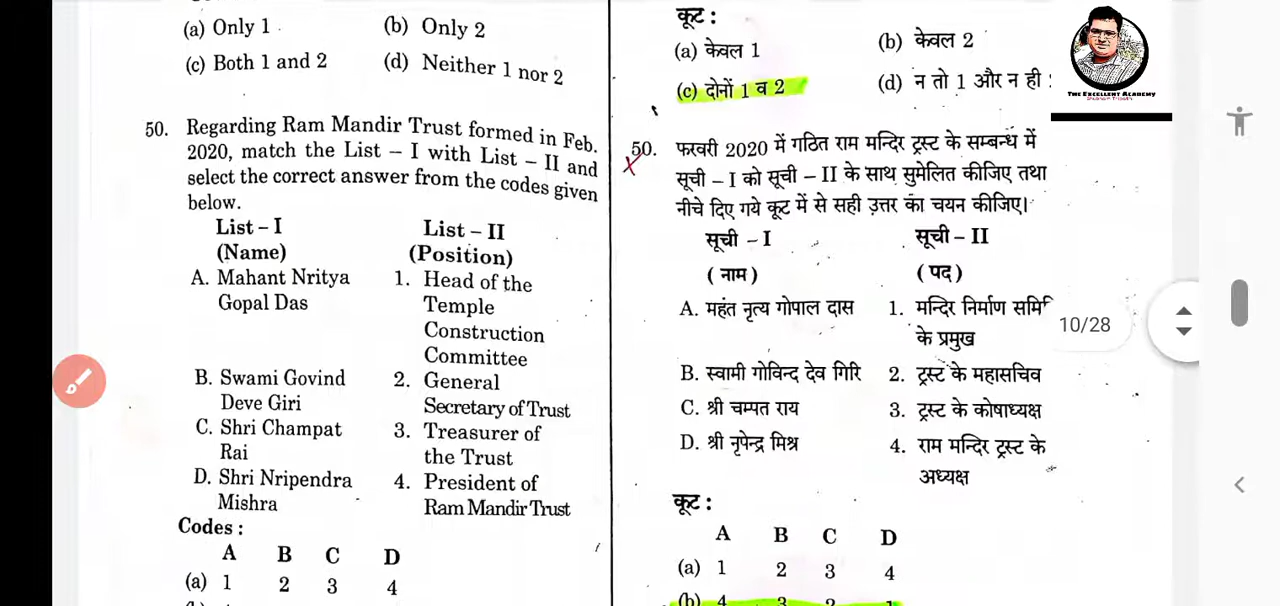 (a) Only 1
(b) Only 2
(c) Both 1 and 2
(d) Neither 1 nor 2
50. Regarding Ram Mandir Trust formed in Feb.
2020, match the List – I with List – II and
select the correct answer from the codes given
below.
List – I
List – II
(Name)
(Position)
A. Mahant Nritya
Gopal Das
1. Head of the
Temple
Construction
Committee
B. Swami Govind
Deve Giri
2. General
Secretary of Trust
C. Shri Champat
Rai
3. Treasurer of
the Trust
D. Shri Nripendra
Mishra
4. President of
Ram Mandir Trust
Codes :
A B C D
(a) 1 2 3 4
कूट :
(a) केवल 1
(b) केवल 2
(c) दोनों 1 व 2
(d) न तो 1 और न ही
50. फरवरी 2020 में गठित राम मन्दिर ट्रस्ट के सम्बन्ध में
सूची – I को सूची – II के साथ सुमेलित कीजिए तथा
नीचे दिए गये कूट में से सही उत्तर का चयन कीजिए।
सूची – I
सूची – II
( नाम )
( पद )
A. महंत नृत्य गोपाल दास
1. मन्दिर निर्माण
के प्रमुख
B. स्वामी गोविन्द देव गिरि
2. ट्रस्ट के महासचिव
C. श्री चम्पत राय
3. ट्रस्ट के कोषाध्यक्ष
D. श्री नृपेन्द्र मिश्र
4. राम मन्दिर ट्रस्ट के
अध्यक्ष
कूट :
A B C D
(a) 1 2 3 4
(b) 4 3 2 1
THE EXCELLENT ACADEMY
10/28